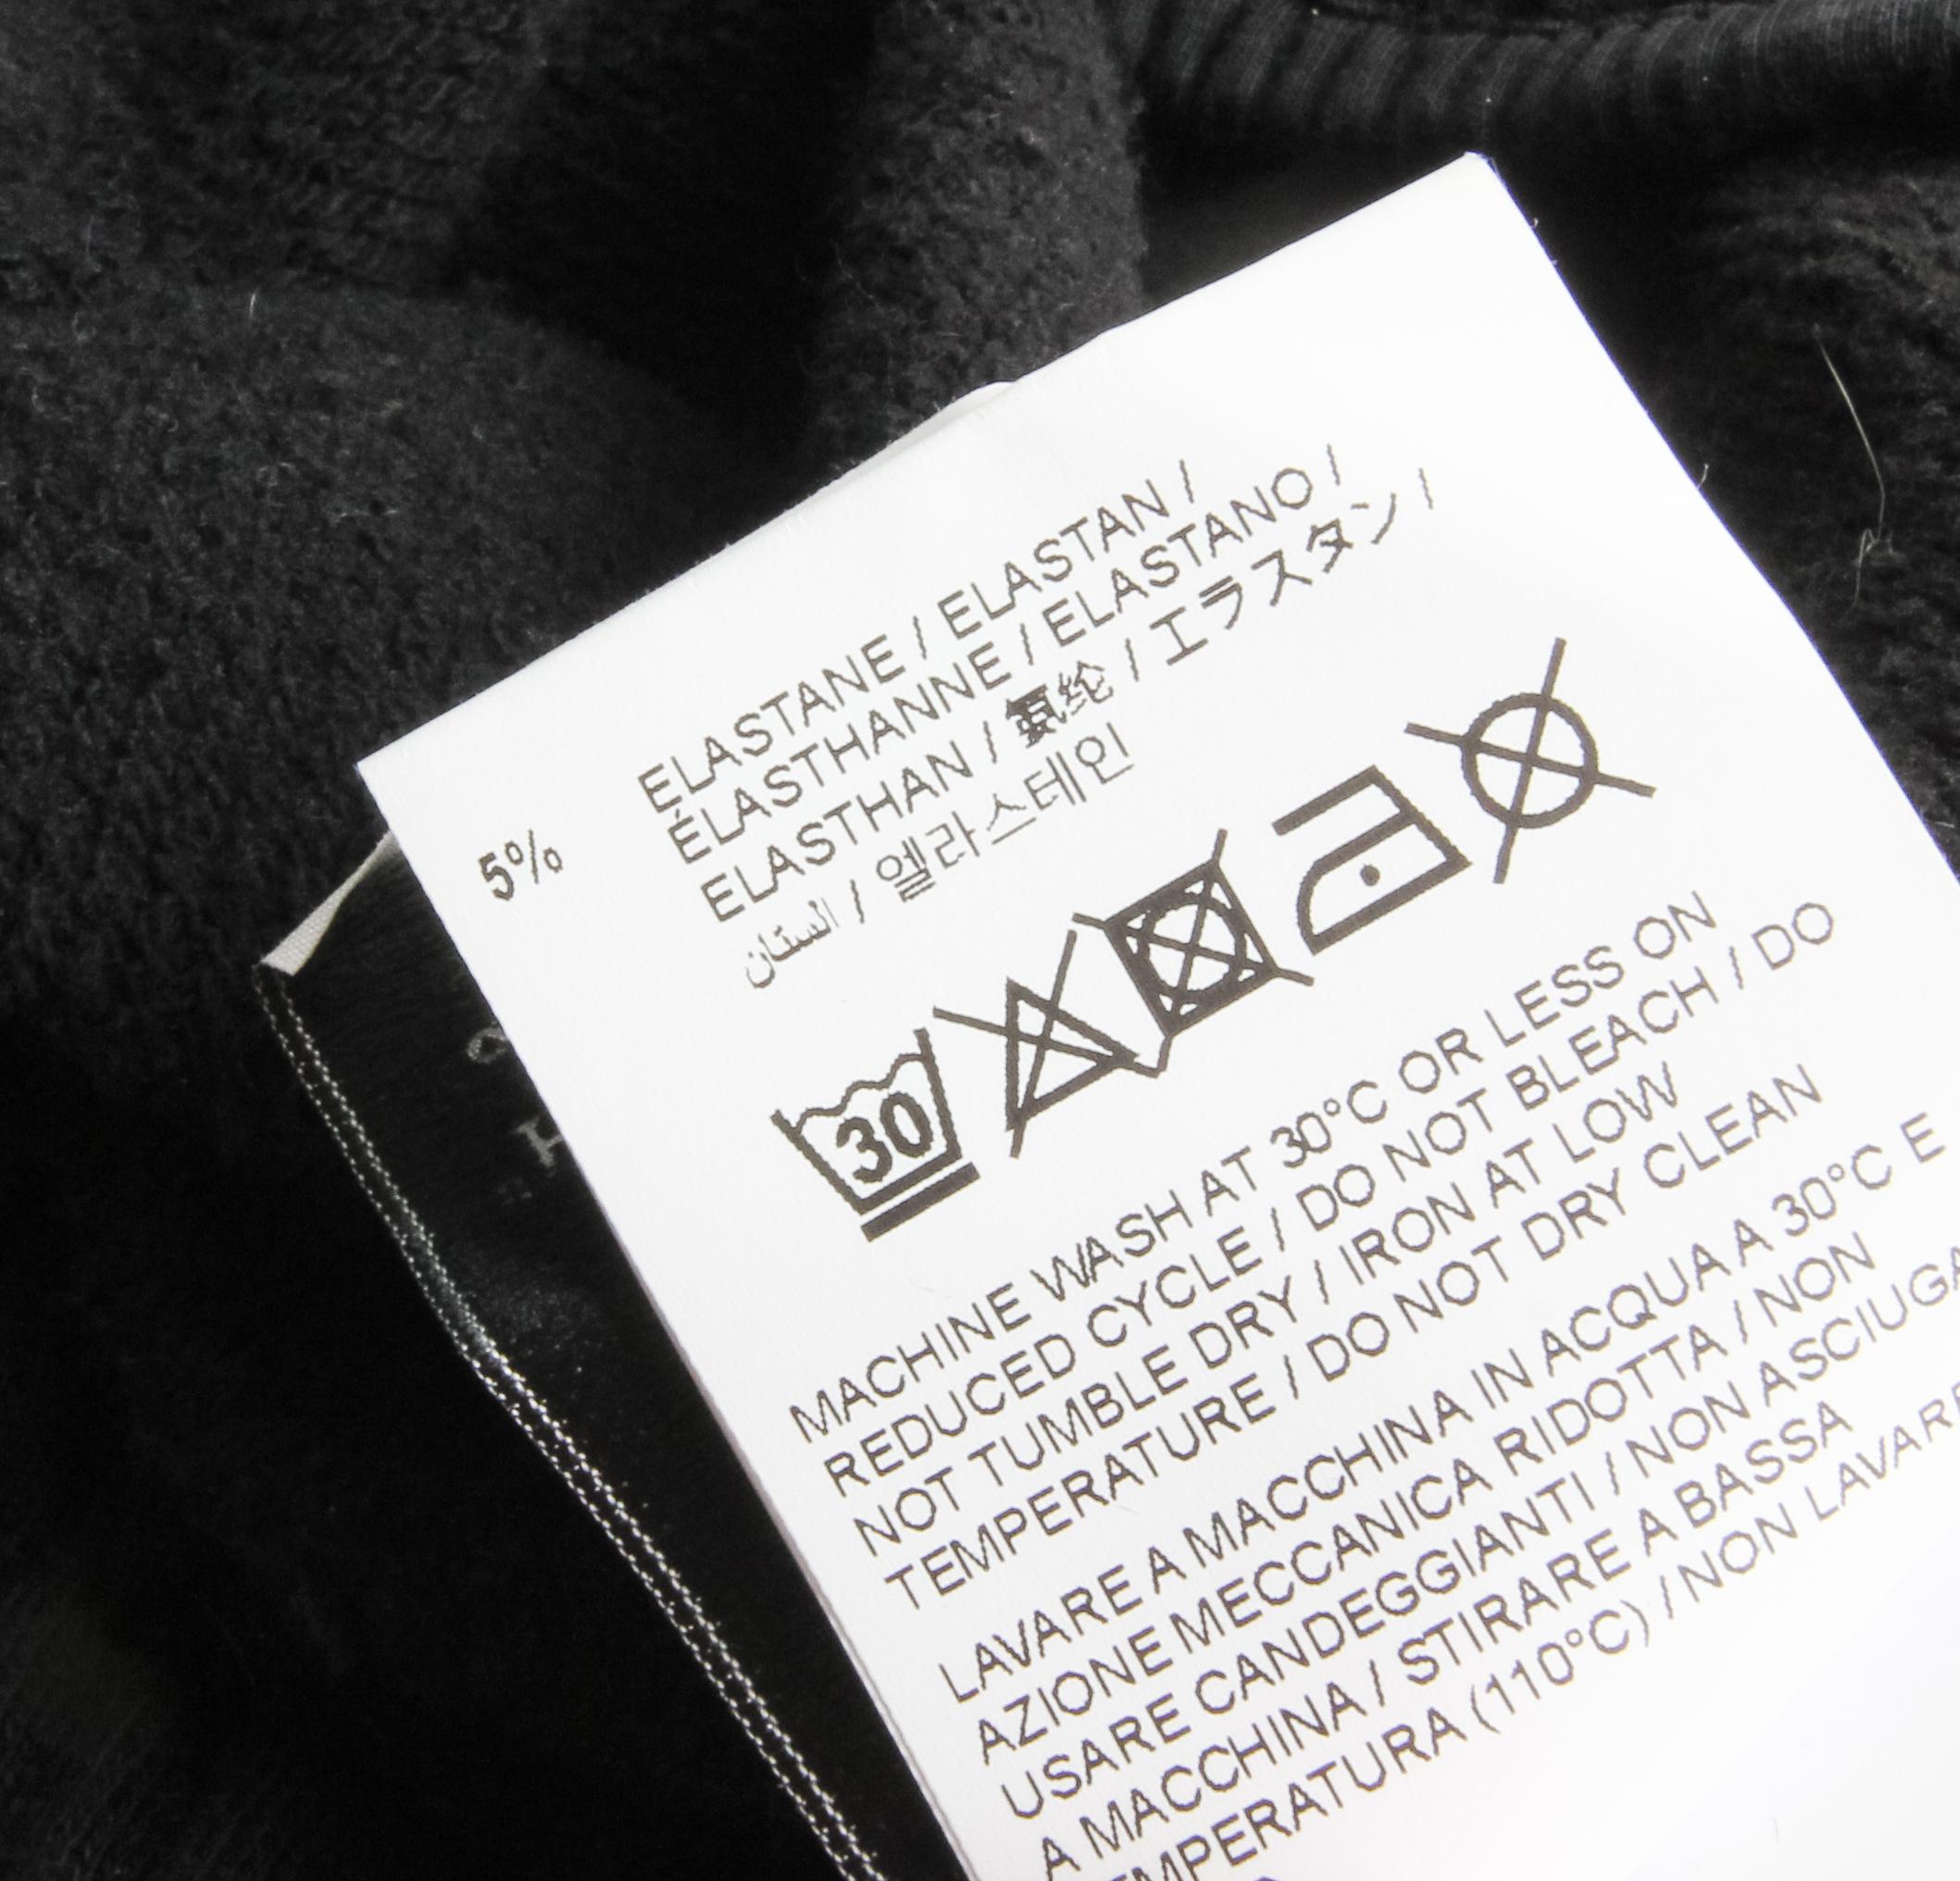 5%
ELASTANE / ELASTAN /
ÉLASTHANNE / ELASTANO /
ELASTHAN / 氨纶 / エラスタン /
엘라스테인 / الستان
30
MACHINE WASH AT 30°C OR LESS ON
REDUCED CYCLE / DO NOT BLEACH / DO
NOT TUMBLE DRY / IRON AT LOW
TEMPERATURE / DO NOT DRY CLEAN
LAVARE A MACCHINA IN ACQUA A 30°C E
AZIONE MECCANICA RIDOTTA / NON
USARE CANDEGGIANTI / NON ASCIUGA
A MACCHINA / STIRARE A BASSA
EMPERATURA (110°C) / NON LAVARE